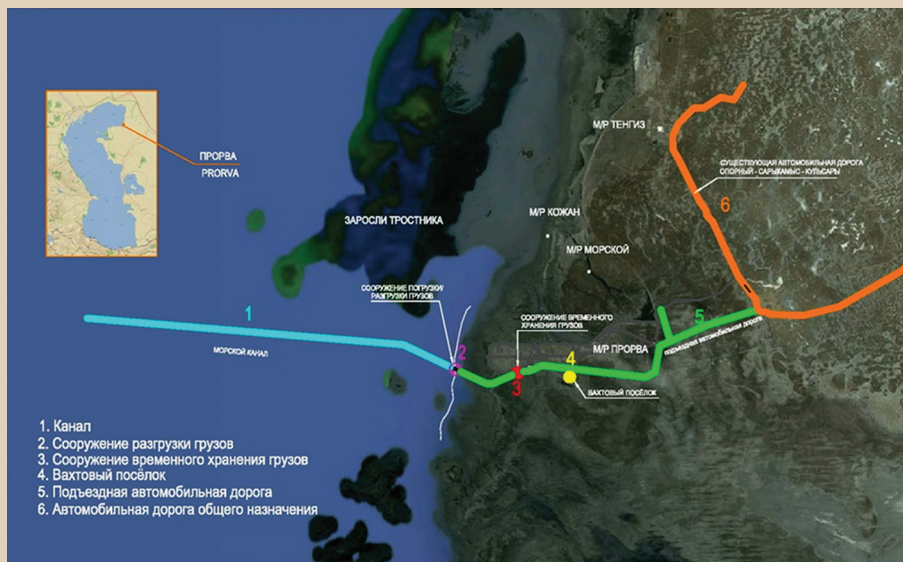 ПРОРВА
PRORVA
М/Р ТЕНГИЗ
СУЩЕСТВУЮЩАЯ АВТОМОБИЛЬНАЯ ДОРОГА
ОПОРНЫЙ - САРЫКАМЫС - КУЛЬСАРЫ
6
ЗАРОСЛИ ТРОСТНИКА
М/Р КОЖАН
М/Р МОРСКОЙ
СООРУЖЕНИЕ ПОГРУЗКИ/
РАЗГРУЗКИ ГРУЗОВ
1
МОРСКОЙ КАНАЛ
СООРУЖЕНИЕ ВРЕМЕННОГО
ХРАНЕНИЯ ГРУЗОВ
5
подъездная автомобильная дорога
2
М/Р ПРОРВА
4
3
ВАХТОВЫЙ ПОСЁЛОК
1. Канал
2. Сооружение разгрузки грузов
3. Сооружение временного хранения грузов
4. Вахтовый посёлок
5. Подъездная автомобильная дорога
6. Автомобильная дорога общего назначения